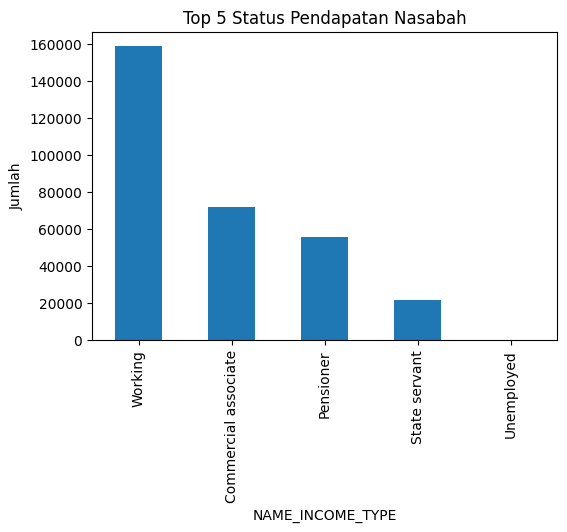 Top 5 Status Pendapatan Nasabah
160000
140000
120000
100000
80000
60000
40000
20000
0
Jumlah
Working
Commercial associate
Pensioner
State servant
Unemployed
NAME_INCOME_TYPE